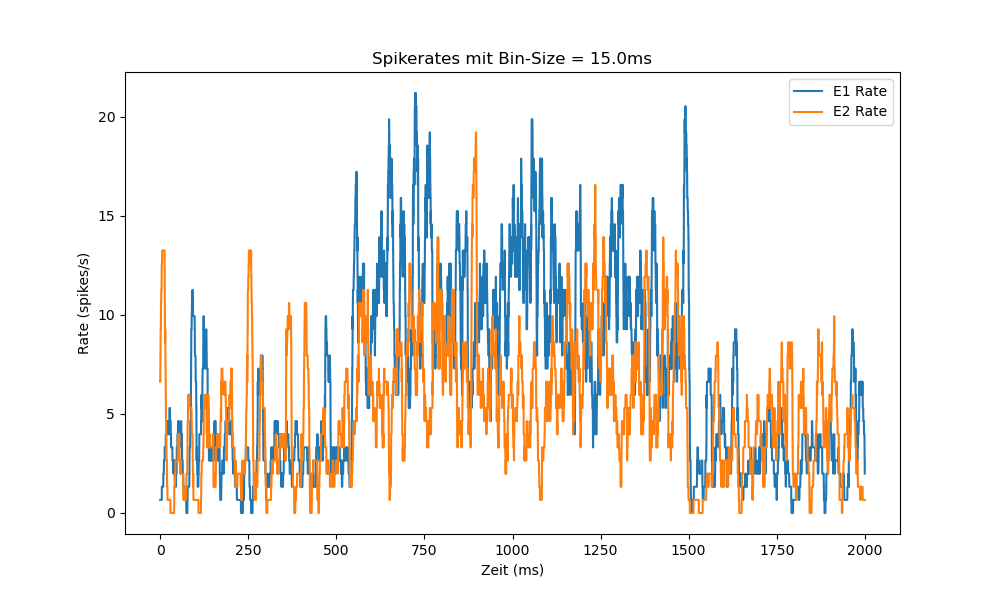 Spikerates mit Bin-Size = 15.0ms
E1 Rate
E2 Rate
20
15
10
5
0
Rate (spikes/s)
0 250 500 750 1000 1250 1500 1750 2000
Zeit (ms)